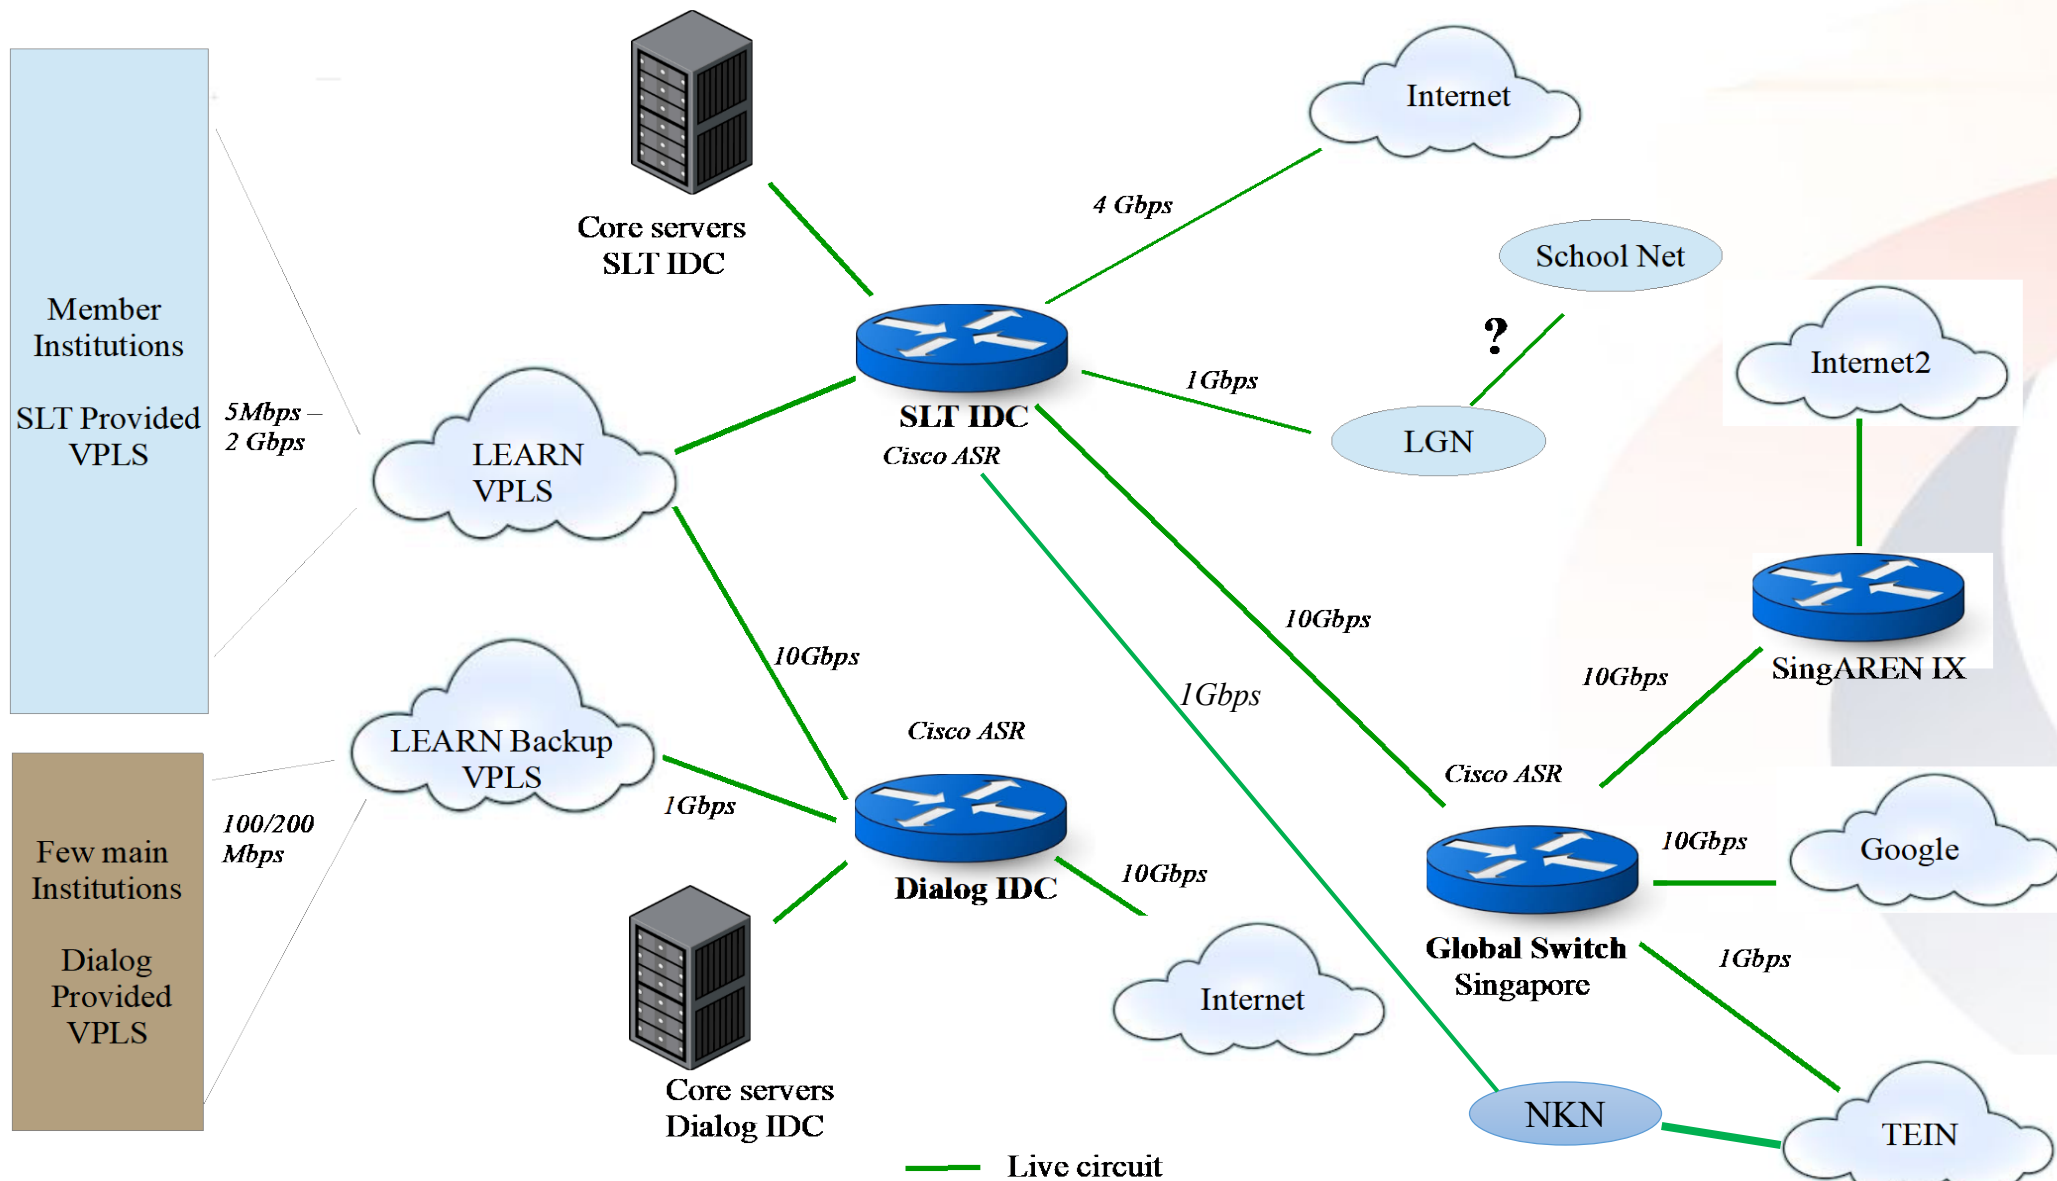 Member
Institutions
SLT Provided
VPLS
5Mbps –
2 Gbps
LEARN
VPLS
Core servers
SLT IDC
SLT IDC
Cisco ASR
4 Gbps
Internet
School Net
?
1Gbps
LGN
Internet2
SingAREN IX
10Gbps
10Gbps
10Gbps
1Gbps
Few main
Institutions
Dialog
Provided
VPLS
100/200
Mbps
LEARN Backup
VPLS
1Gbps
Cisco ASR
Dialog IDC
10Gbps
Internet
Core servers
Dialog IDC
Cisco ASR
Global Switch
Singapore
10Gbps
Google
1Gbps
NKN
TEIN
Live circuit